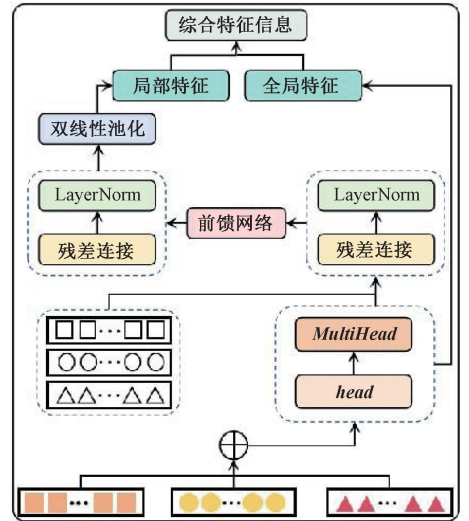 综合特征信息
局部特征
全局特征
双线性池化
LayerNorm
LayerNorm
前馈网络
残差连接
残差连接
MultiHead
head